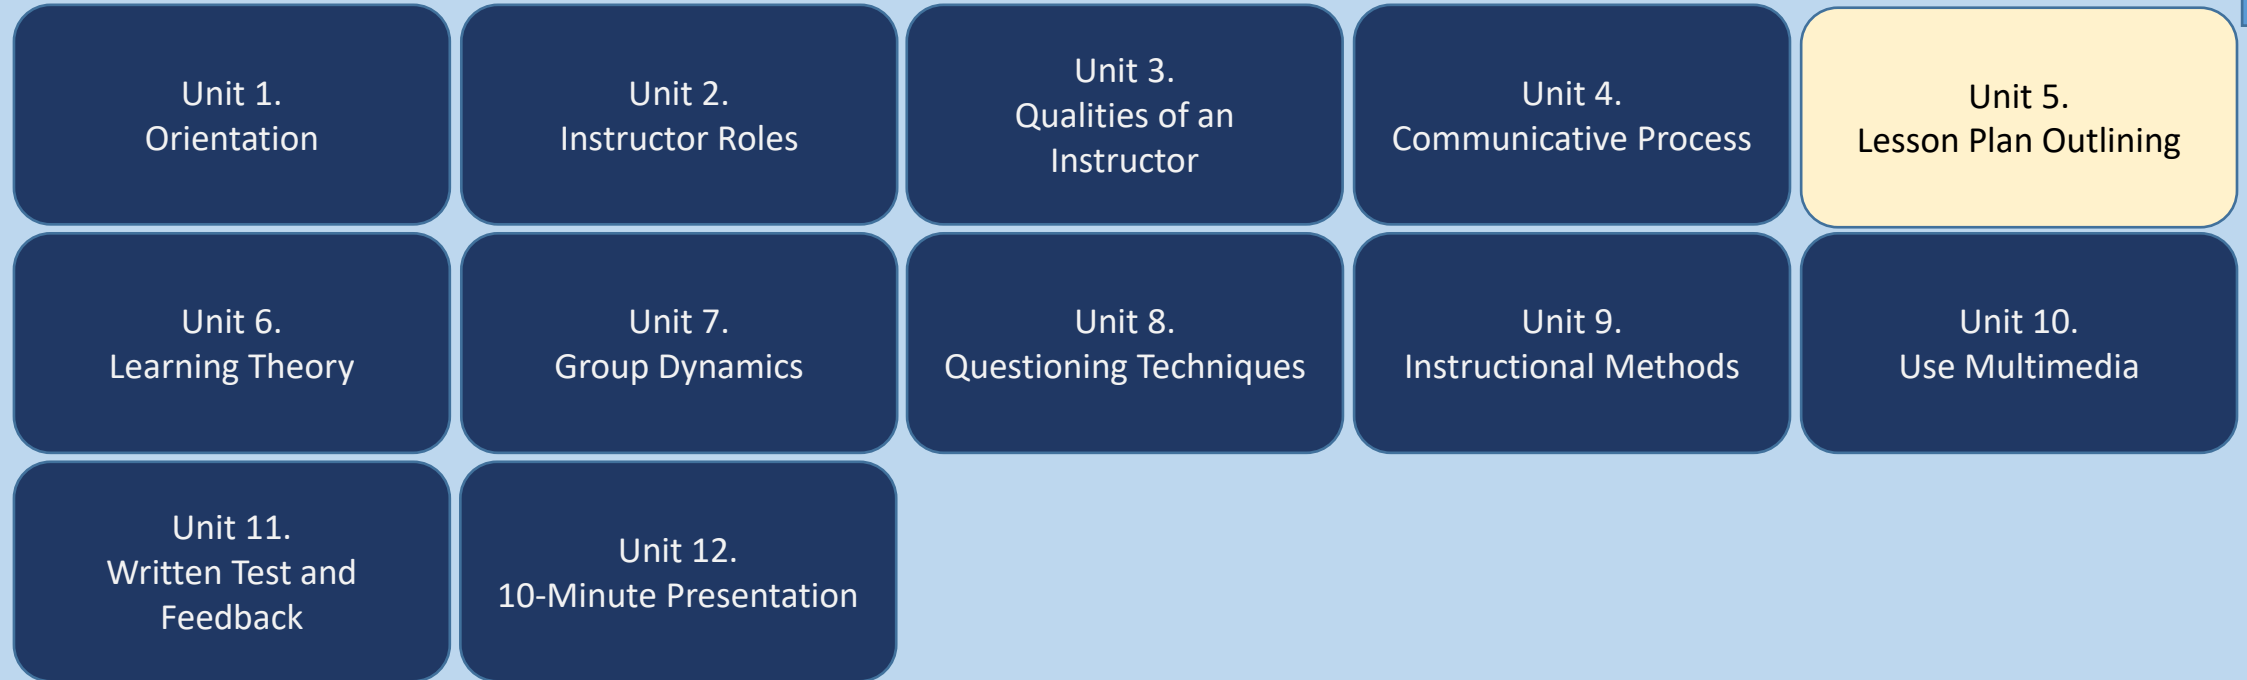 Unit 1.
Orientation
Unit 2.
Instructor Roles
Unit 3.
Qualities of an
Instructor
Unit 4.
Communicative Process
Unit 5.
Lesson Plan Outlining
Unit 6.
Learning Theory
Unit 7.
Group Dynamics
Unit 8.
Questioning Techniques
Unit 9.
Instructional Methods
Unit 10.
Use Multimedia
Unit 11.
Written Test and
Feedback
Unit 12.
10-Minute Presentation